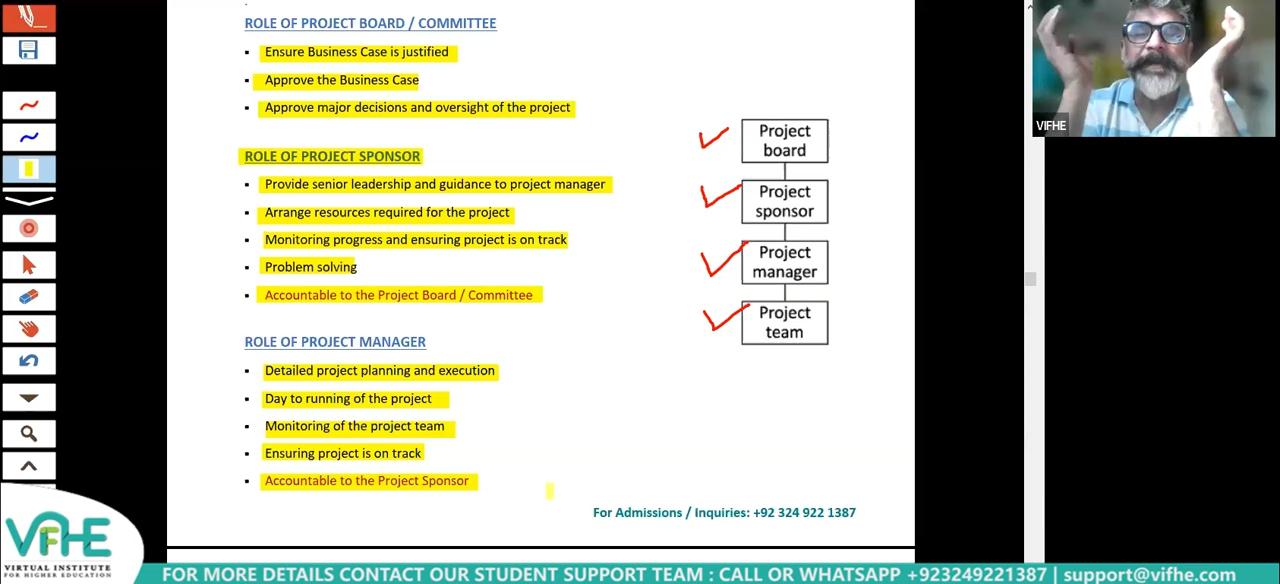 ROLE OF PROJECT BOARD / COMMITTEE
Ensure Business Case is justified
Approve the Business Case
Approve major decisions and oversight of the project
ROLE OF PROJECT SPONSOR
Provide senior leadership and guidance to project manager
Arrange resources required for the project
Monitoring progress and ensuring project is on track
Problem solving
Accountable to the Project Board / Committee
ROLE OF PROJECT MANAGER
Detailed project planning and execution
Day to running of the project
Monitoring of the project team
Ensuring project is on track
Accountable to the Project Sponsor
Project
board
Project
sponsor
Project
manager
Project
team
For Admissions / Inquiries: +92 324 922 1387
VIFHE
VIFHE
VIRTUAL INSTITUTE
FOR HIGHER EDUCATION
FOR MORE DETAILS CONTACT OUR STUDENT SUPPORT TEAM : CALL OR WHATSAPP +923249221387 | support@vifhe.com